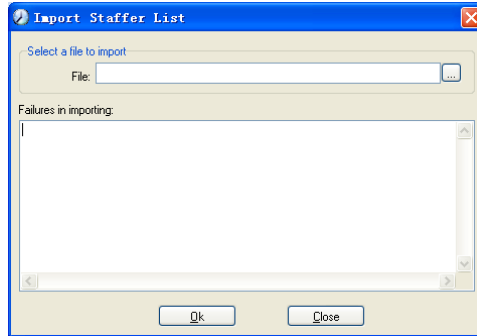 Import Staffer List
Select a file to import
File:
...
Failures in importing:
Ok
Close